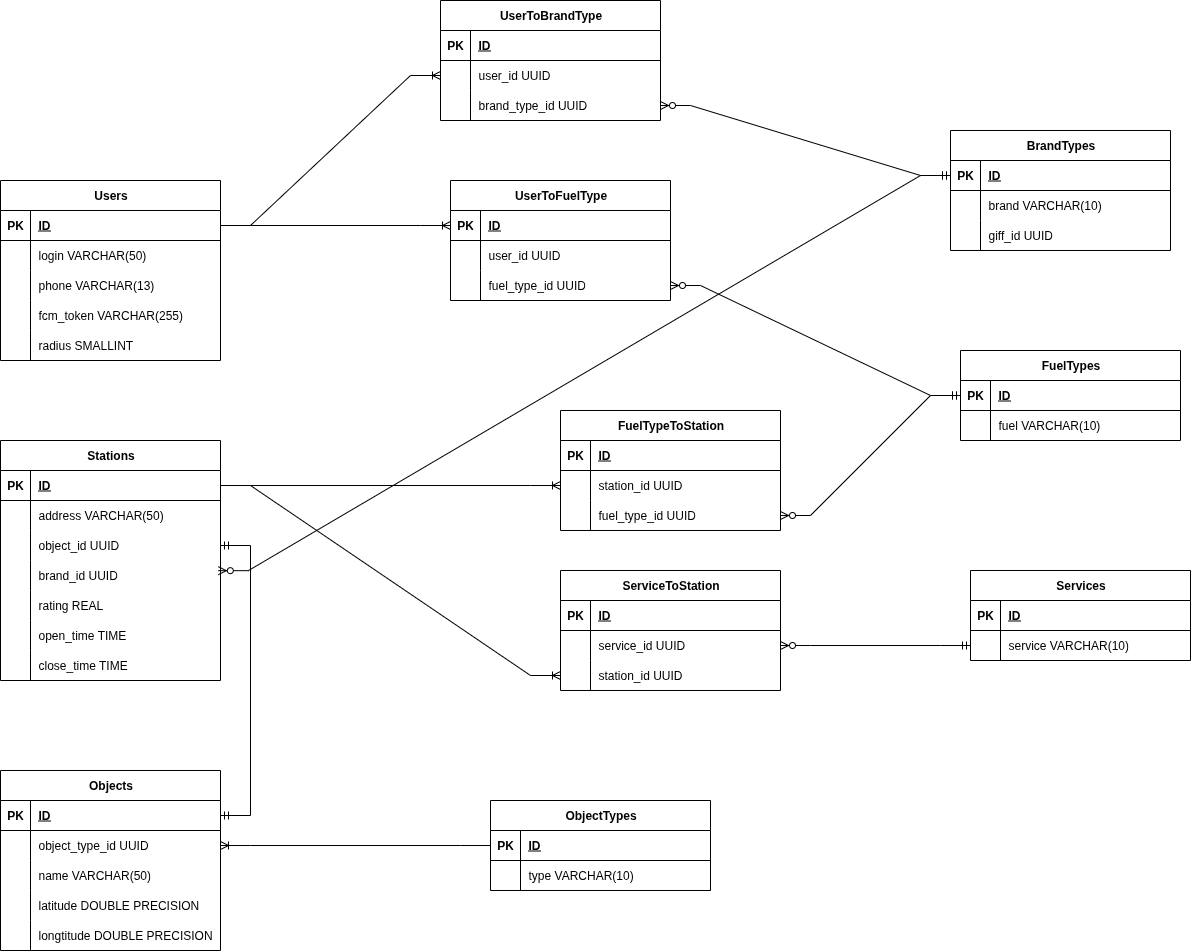 UserToBrandType
PK ID
user_id UUID
brand_type_id UUID
BrandTypes
PK ID
brand VARCHAR(10)
giff_id UUID
Users
PK ID
login VARCHAR(50)
phone VARCHAR(13)
fcm_token VARCHAR(255)
radius SMALLINT
UserToFuelType
PK ID
user_id UUID
fuel_type_id UUID
FuelTypes
PK ID
fuel VARCHAR(10)
FuelTypeToStation
PK ID
station_id UUID
fuel_type_id UUID
Stations
PK ID
address VARCHAR(50)
object_id UUID
brand_id UUID
rating REAL
open_time TIME
close_time TIME
ServiceToStation
PK ID
service_id UUID
station_id UUID
Services
PK ID
service VARCHAR(10)
Objects
PK ID
object_type_id UUID
name VARCHAR(50)
latitude DOUBLE PRECISION
longtitude DOUBLE PRECISION
ObjectTypes
PK ID
type VARCHAR(10)